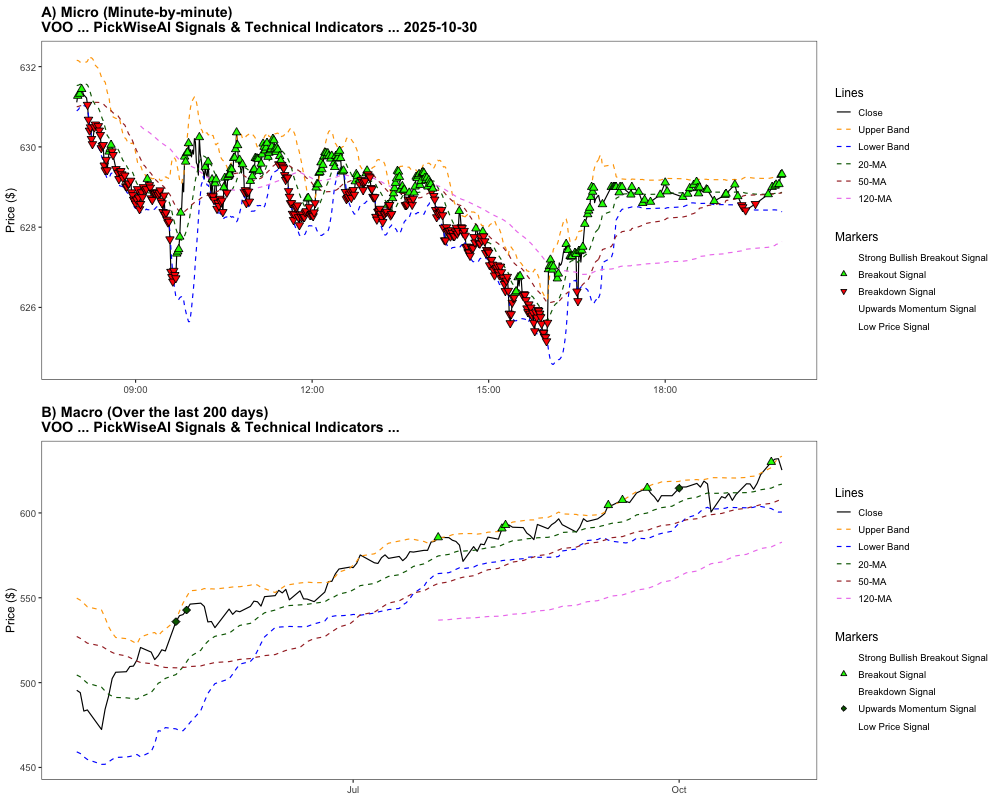 A) Micro (Minute-by-minute)
VOO ... PickWiseAI Signals & Technical Indicators ... 2025-10-30
Price ($)
632
630
628
626
09:00
12:00
15:00
18:00
Lines
Close
Upper Band
Lower Band
20-MA
50-MA
120-MA
Markers
Strong Bullish Breakout Signal
Breakout Signal
Breakdown Signal
Upwards Momentum Signal
Low Price Signal
B) Macro (Over the last 200 days)
VOO ... PickWiseAI Signals & Technical Indicators ...
Price ($)
600
550
500
450
Jul
Oct
Lines
Close
Upper Band
Lower Band
20-MA
50-MA
120-MA
Markers
Strong Bullish Breakout Signal
Breakout Signal
Breakdown Signal
Upwards Momentum Signal
Low Price Signal